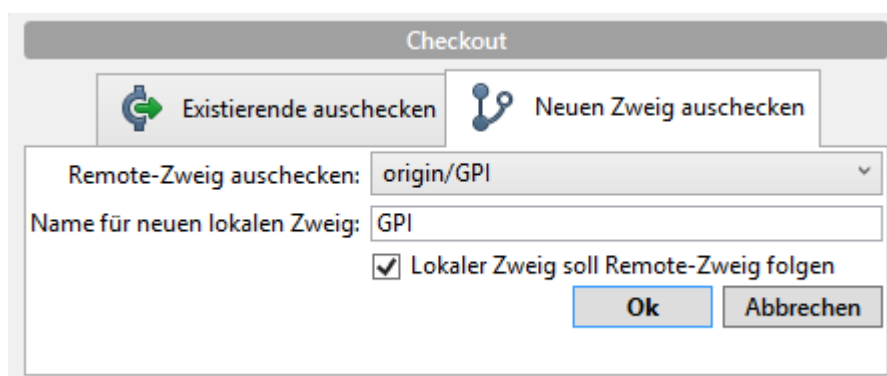 Checkout
Existierende auschecken
Neuen Zweig auschecken
Remote-Zweig auschecken: origin/GPI
Name für neuen lokalen Zweig: GPI
Lokaler Zweig soll Remote-Zweig folgen
Ok Abbrechen